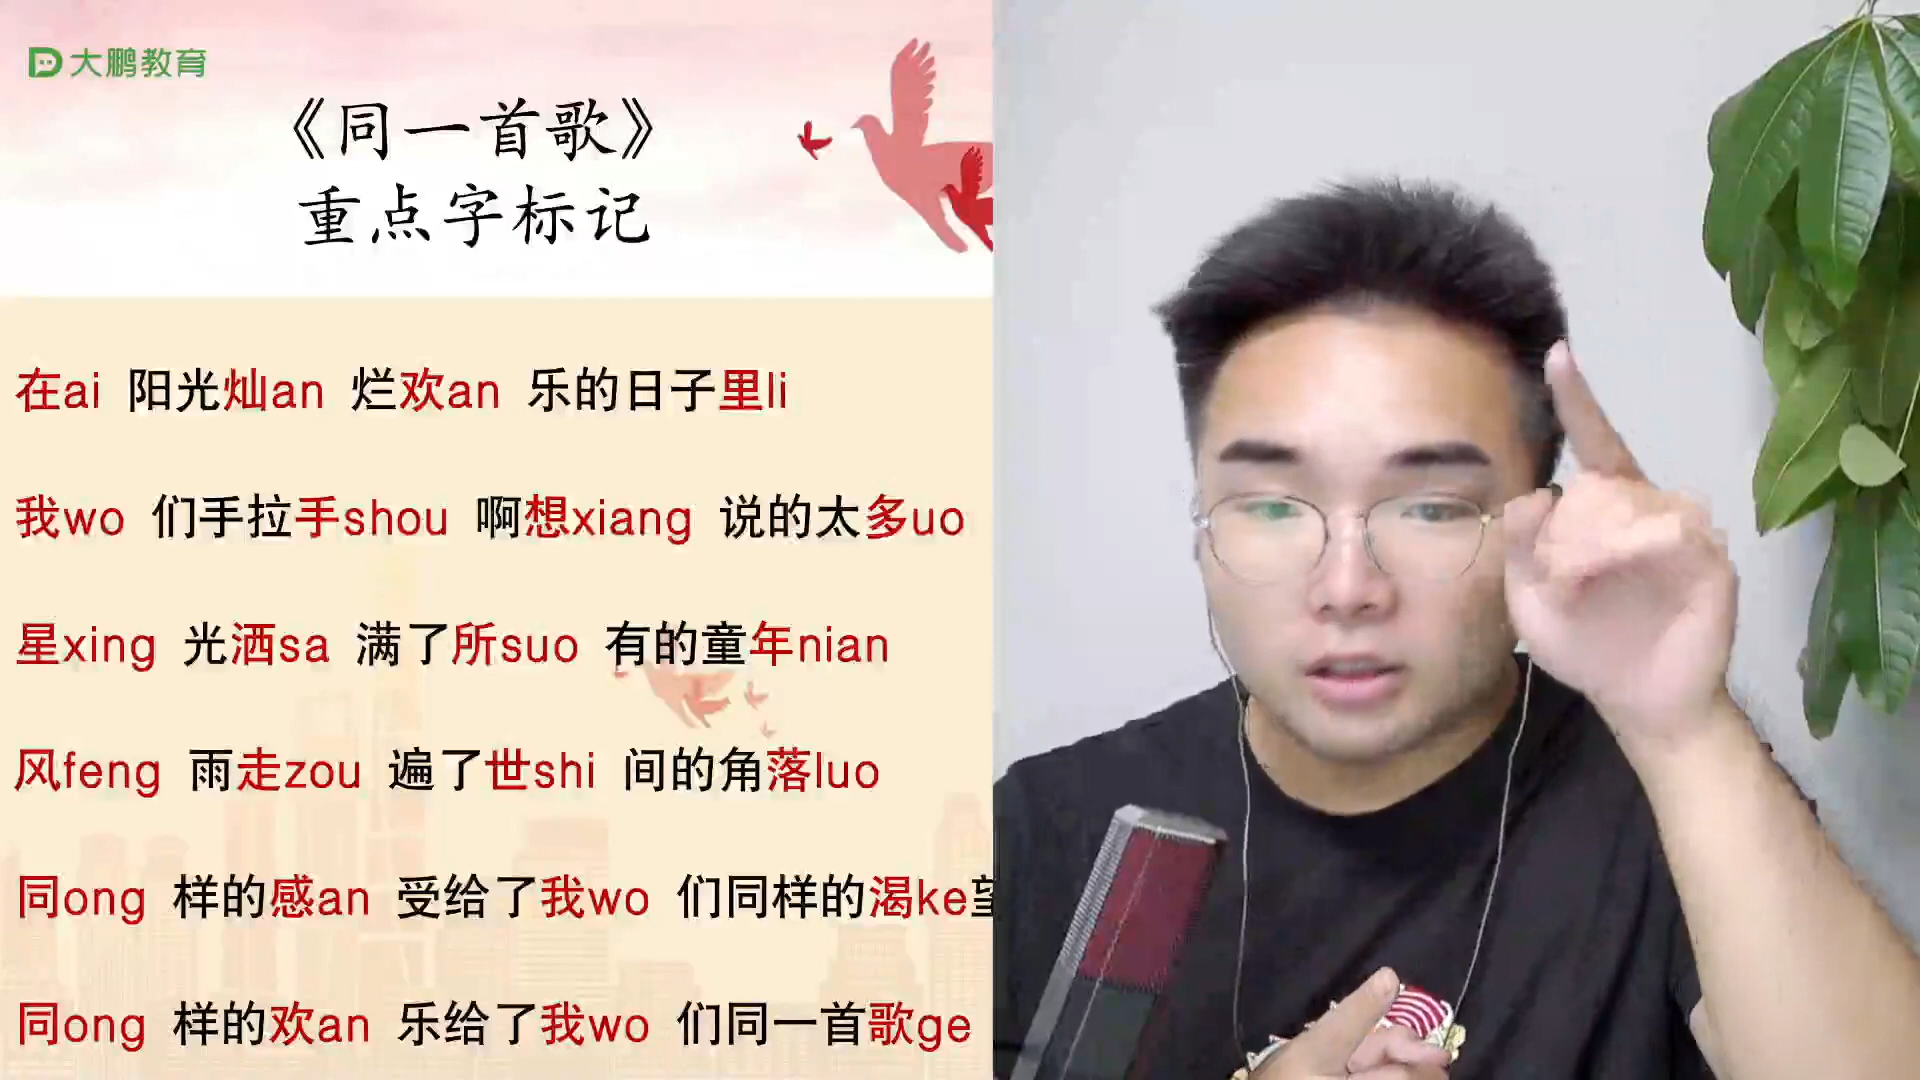 大鹏教育
《同一首歌》
重点字标记
在ai 阳光灿an 烂欢an 乐的日子里li
我wo 们手拉手shou 啊想xiang 说的太多uo
星xing 光洒sa 满了所suo 有的童年nian
风feng 雨走zou 遍了世shi 间的角落luo
同ong 样的感an 受给了我wo 们同样的渴ke望
同ong 样的欢an 乐给了我wo 们同一首歌ge